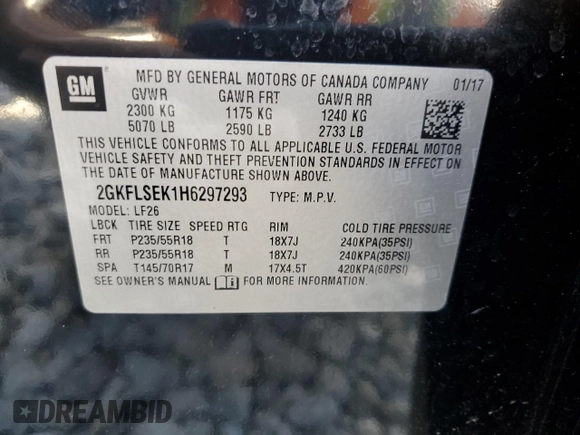 GM
MFD BY GENERAL MOTORS OF CANADA COMPANY 01/17
GVWR GAWR FRT GAWR RR
2300 KG 1175 KG 1240 KG
5070 LB 2590 LB 2733 LB
THIS VEHICLE CONFORMS TO ALL APPLICABLE U.S. FEDERAL MOTOR
VEHICLE SAFETY AND THEFT PREVENTION STANDARDS IN EFFECT ON
THE DATE OF MANUFACTURE SHOWN ABOVE.
2GKFLSEK1H6297293 TYPE: M.P.V.
MODEL: LF26
LBCK TIRE SIZE SPEED RTG RIM COLD TIRE PRESSURE
FRT P235/55R18 T 18X7J 240KPA(35PSI)
RR P235/55R18 T 18X7J 240KPA(35PSI)
SPA T145/70R17 M 17X4.5T 420KPA(60PSI)
SEE OWNER'S MANUAL FOR MORE INFORMATION.
DREAMBID